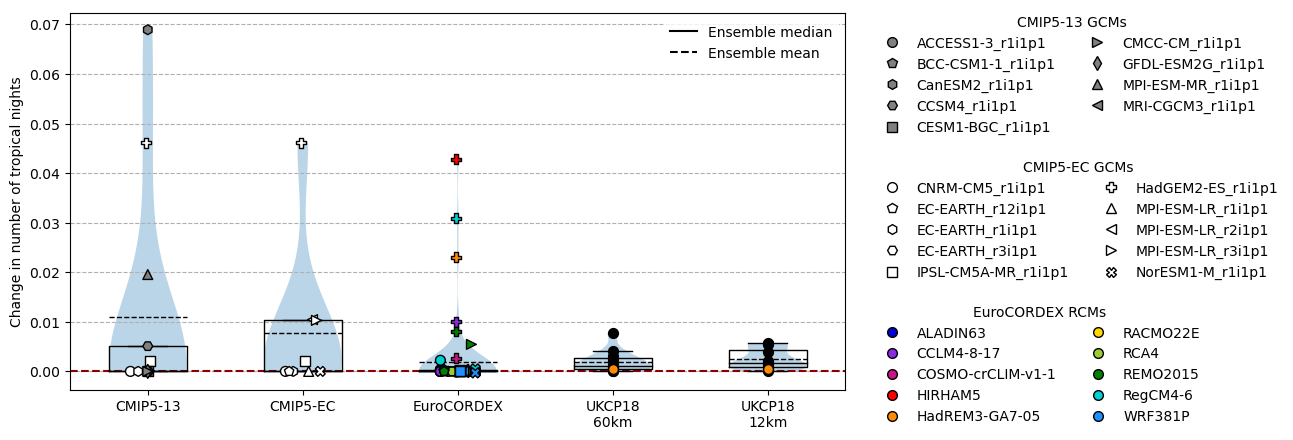 Change in number of tropical nights
0.07
0.06
0.05
0.04
0.03
0.02
0.01
0.00
Ensemble median
Ensemble mean
CMIP5-13
CMIP5-EC
EuroCORDEX
UKCP18
60km
UKCP18
12km
CMIP5-13 GCMs
ACCESS1-3_r1i1p1
BCC-CSM1-1_r1i1p1
CanESM2_r1i1p1
CCSM4_r1i1p1
CESM1-BGC_r1i1p1
CMCC-CM_r1i1p1
GFDL-ESM2G_r1i1p1
MPI-ESM-MR_r1i1p1
MRI-CGCM3_r1i1p1
CMIP5-EC GCMs
CNRM-CM5_r1i1p1
EC-EARTH_r12i1p1
EC-EARTH_r1i1p1
EC-EARTH_r3i1p1
IPSL-CM5A-MR_r1i1p1
HadGEM2-ES_r1i1p1
MPI-ESM-LR_r1i1p1
MPI-ESM-LR_r2i1p1
MPI-ESM-LR_r3i1p1
NorESM1-M_r1i1p1
EuroCORDEX RCMs
ALADIN63
CCLM4-8-17
COSMO-crCLIM-v1-1
HIRHAM5
HadREM3-GA7-05
RACMO22E
RCA4
REMO2015
RegCM4-6
WRF381P